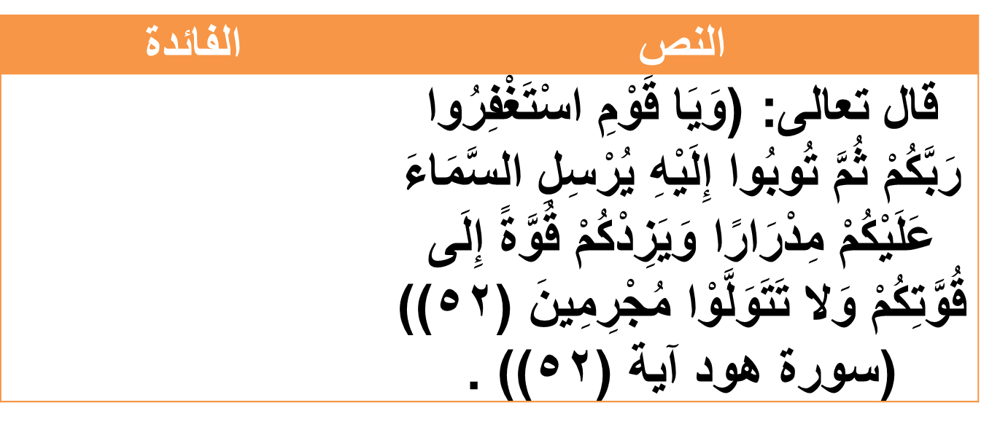 النص الفائدة
قال تعالى: (وَيَا قَوْمِ اسْتَغْفِرُوا
رَبَّكُمْ ثُمَّ تُوبُوا إِلَيْهِ يُرْسِلِ السَّمَاءَ
عَلَيْكُمْ مِدْرَارًا وَيَزِدْكُمْ قُوَّةً إِلَى
قُوَّتِكُمْ وَلا تَتَوَلَّوْا مُجْرِمِينَ (٥٢))
(سورة هود آية (٥٢)) .